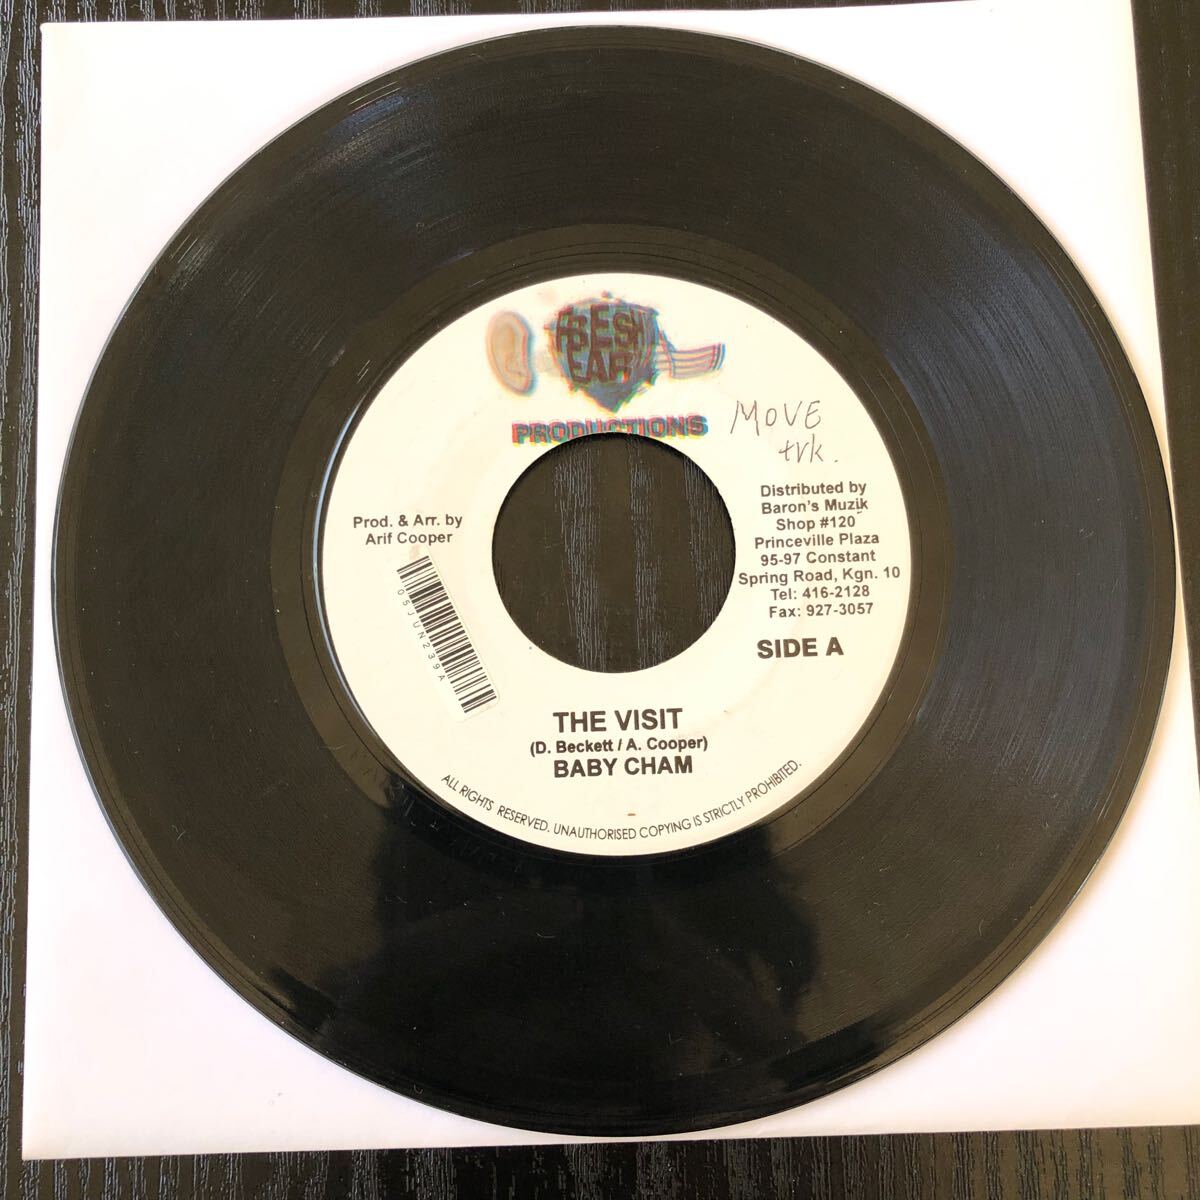 FRESH
EAR
PRODUCTIONS
MOVE
trk.
Prod. & Arr. by
Arif Cooper
Distributed by
Baron's Muzik
Shop #120
Princeville Plaza
95-97 Constant
Spring Road, Kgn. 10
Tel: 416-2128
Fax: 927-3057
05JUN239A
SIDE A
THE VISIT
(D. Beckett / A. Cooper)
BABY CHAM
ALL RIGHTS RESERVED. UNAUTHORISED COPYING IS STRICTLY PROHIBITED.